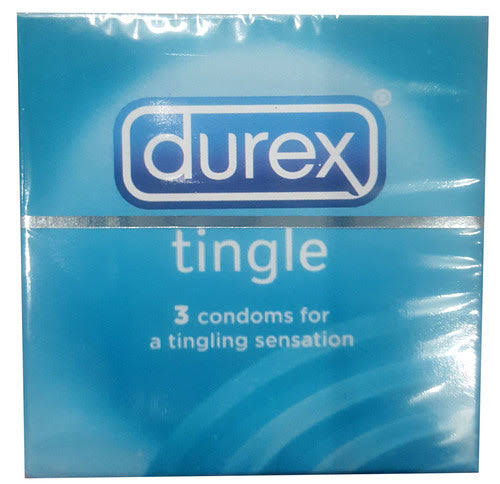 durex®
tingle
3 condoms for
a tingling sensation